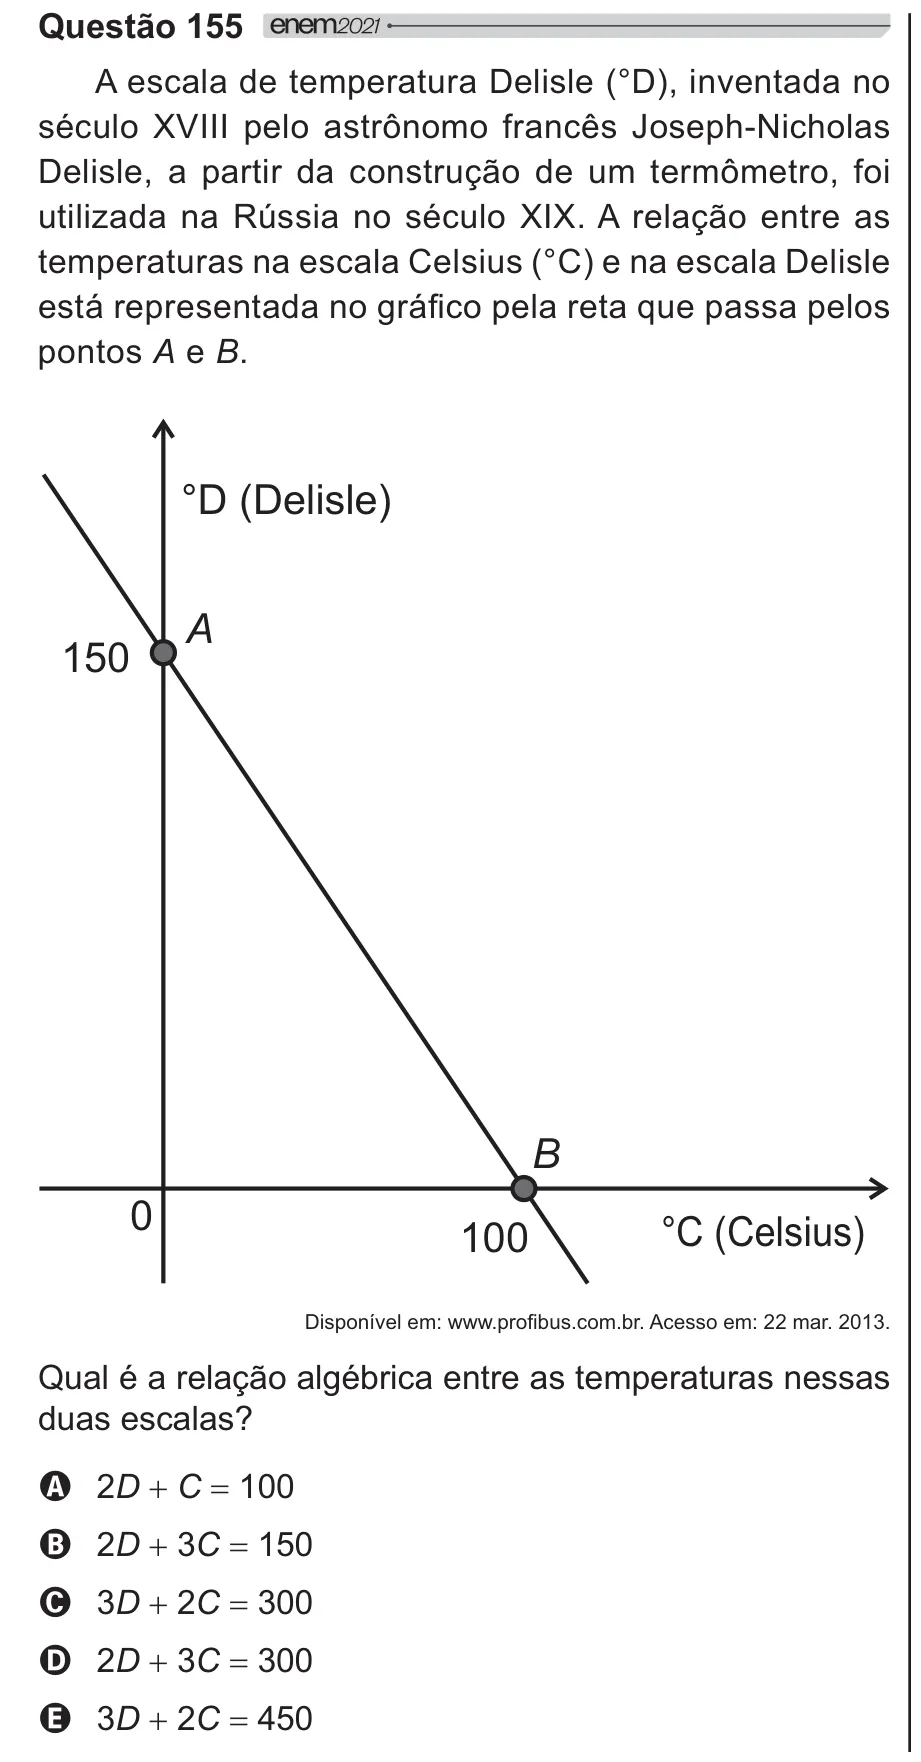 Questão 155 enem2021
A escala de temperatura Delisle (°D), inventada no
século XVIII pelo astrônomo francês Joseph-Nicholas
Delisle, a partir da construção de um termômetro, foi
utilizada na Rússia no século XIX. A relação entre as
temperaturas na escala Celsius (°C) e na escala Delisle
está representada no gráfico pela reta que passa pelos
pontos A e B.
°D (Delisle)
A
150
B
0
100
°C (Celsius)
Disponível em: www.profibus.com.br. Acesso em: 22 mar. 2013.
Qual é a relação algébrica entre as temperaturas nessas
duas escalas?
A 2D + C = 100
B 2D + 3C = 150
C 3D + 2C = 300
D 2D + 3C = 300
E 3D + 2C = 450